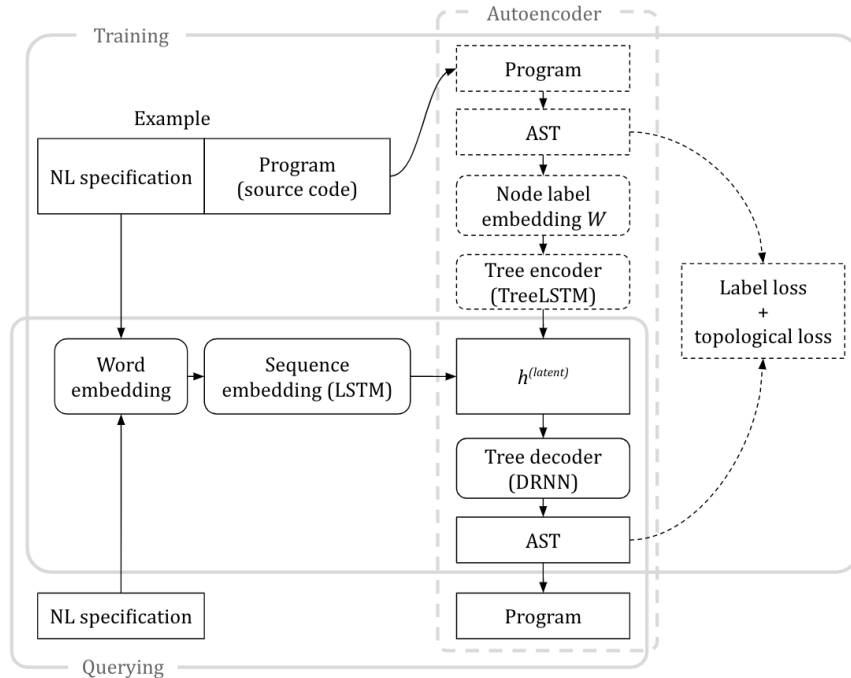 Autoencoder
Training
Program
Example
AST
NL specification
Program
(source code)
Node label
embedding W
Tree encoder
(TreeLSTM)
Label loss
+
topological loss
Word
embedding
Sequence
embedding (LSTM)
h(latent)
Tree decoder
(DRNN)
AST
NL specification
Program
Querying